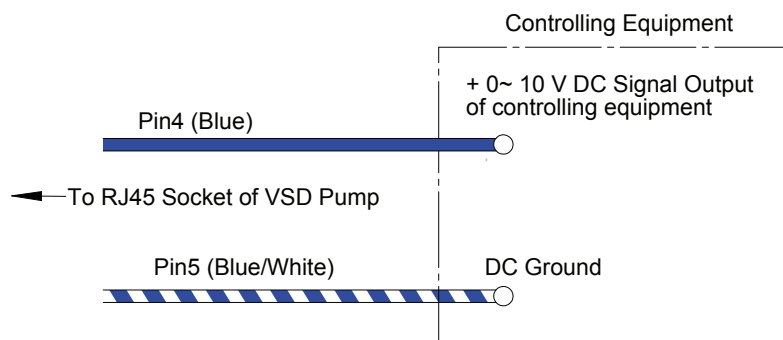 Controlling Equipment
+ 0~ 10 V DC Signal Output
of controlling equipment
Pin4 (Blue)
To RJ45 Socket of VSD Pump
Pin5 (Blue/White)
DC Ground